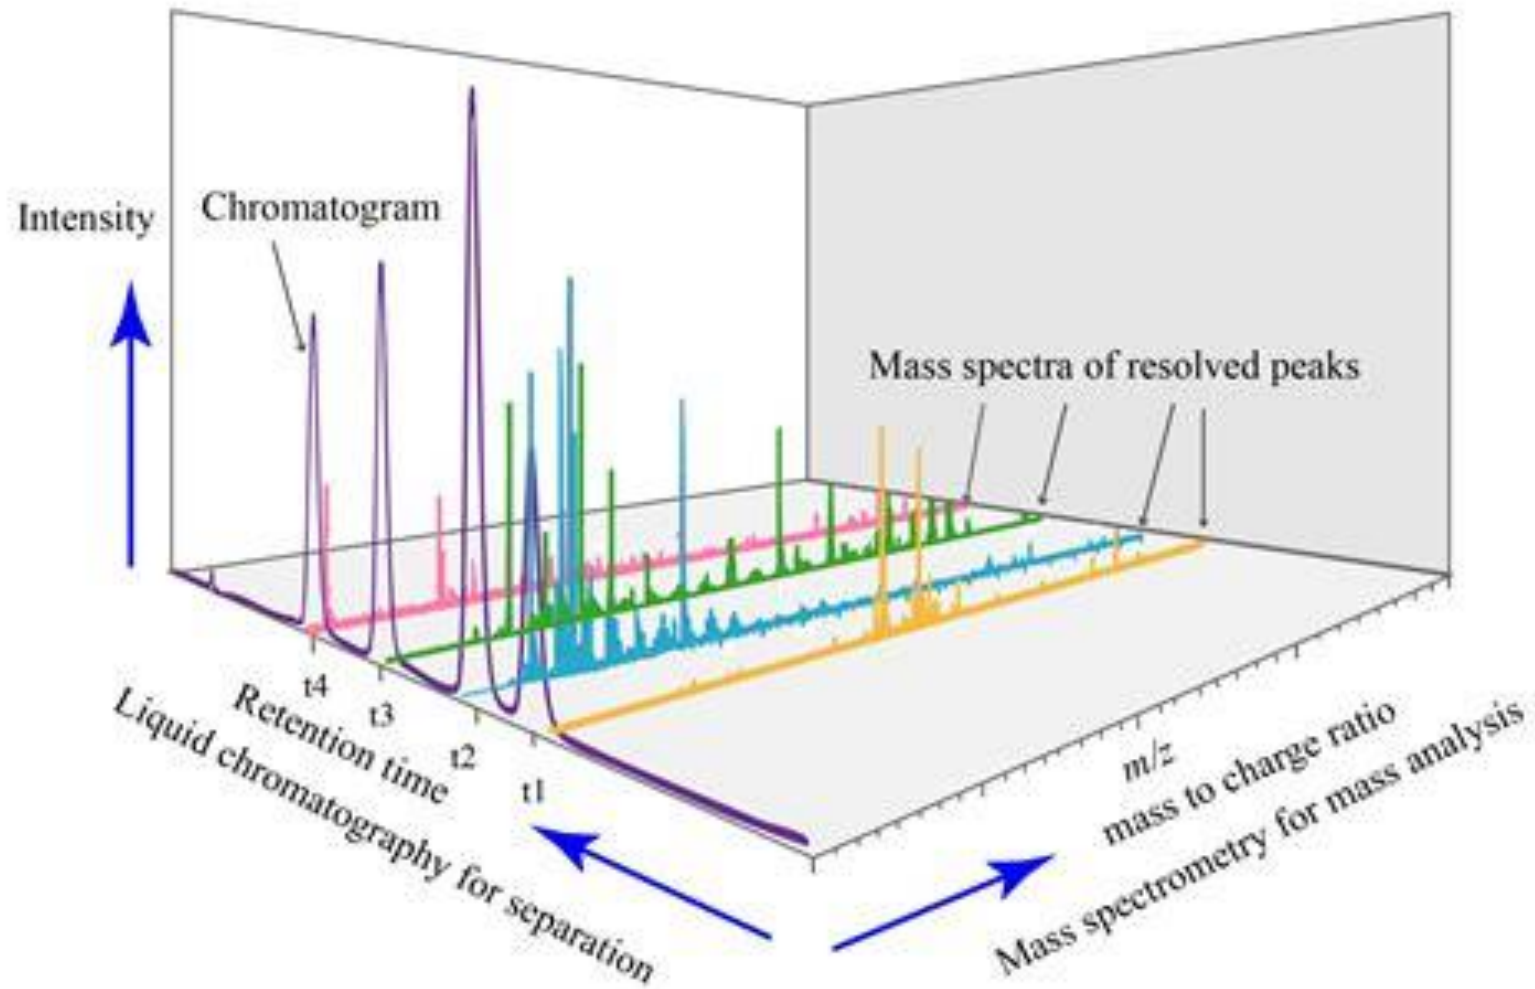 Intensity
Chromatogram
Mass spectra of resolved peaks
t4
t3
t2
t1
Retention time
Liquid chromatography for separation
m/z
mass to charge ratio
Mass spectrometry for mass analysis